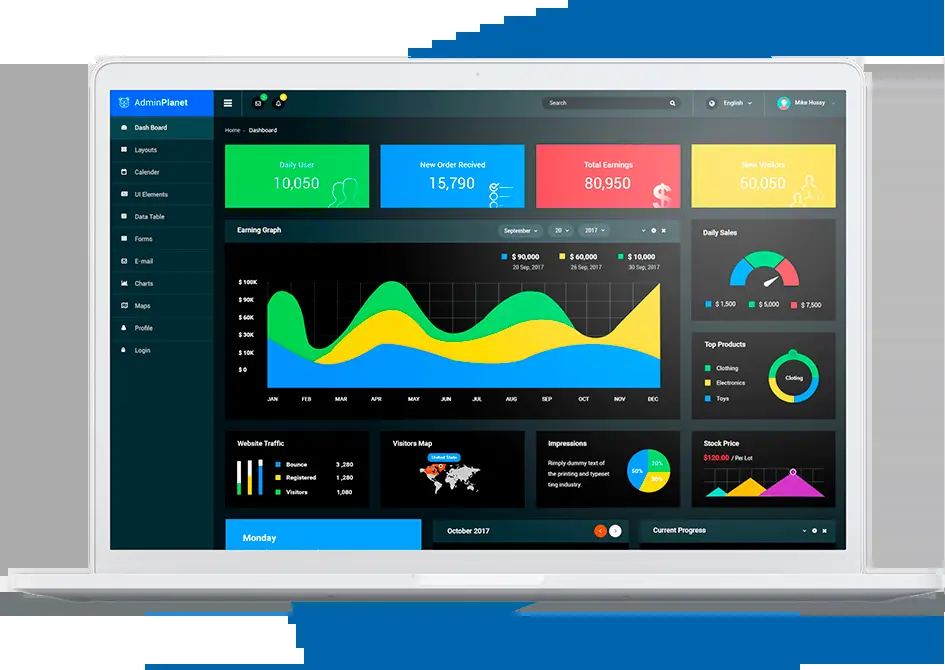 AdminPlanet
Search
English
Mike Hussy
Dash Board
Layouts
Calender
UI Elements
Data Table
Forms
E-mail
Charts
Maps
Profile
Login
Home - Dashboard
Daily User
10,050
New Order Recived
15,790
Total Earnings
80,950
New Visitors
50,050
Earning Graph
September
20
2017
$ 90,000
20 Sep, 2017
$ 60,000
26 Sep, 2017
$ 10,000
30 Sep, 2017
$ 100K
$ 90K
$ 60K
$ 30K
$ 10K
$ 0
JAN FEB MAR APR MAY JUN JUL AUG SEP OCT NOV DEC
Daily Sales
$ 1,500
$ 5,000
$ 7,500
Top Products
Clothing
Electronics
Toys
Cloting
Website Traffic
Bounce 3 ,280
Registered 1 ,280
Visitors 1,080
Visitors Map
United State
Impressions
Rimply dummy text of
the printing and typeset
ting industry.
50%
20%
30%
Stock Price
$120.00 / Per Lot
Monday
October 2017
Current Progress